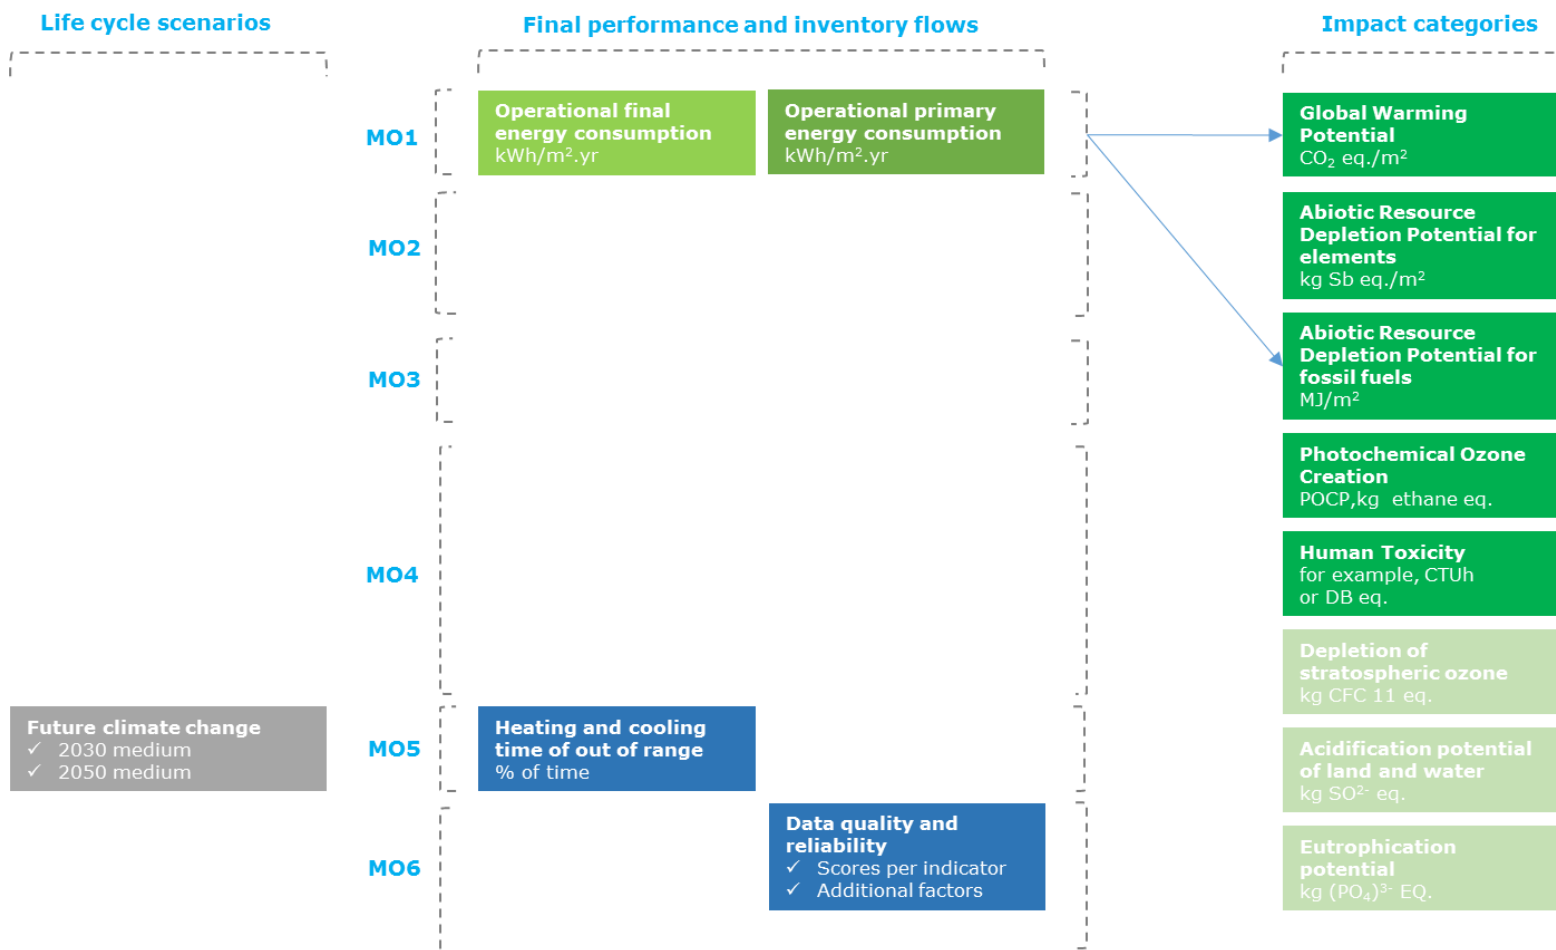 Life cycle scenarios
Final performance and inventory flows
Impact categories
MO1
Operational final
energy consumption
kWh/m².yr
Operational primary
energy consumption
kWh/m².yr
Global Warming
Potential
CO₂ eq./m²
MO2
Abiotic Resource
Depletion Potential for
elements
kg Sb eq./m²
MO3
Abiotic Resource
Depletion Potential for
fossil fuels
MJ/m²
Photochemical Ozone
Creation
POCP,kg  ethane eq.
MO4
Human Toxicity
for example, CTUh
or DB eq.
Depletion of
stratospheric ozone
kg CFC 11 eq.
Future climate change
✓ 2030 medium
✓ 2050 medium
MO5
Heating and cooling
time of out of range
% of time
Acidification potential
of land and water
kg SO²⁻ eq.
MO6
Data quality and
reliability
✓ Scores per indicator
✓ Additional factors
Eutrophication
potential
kg (PO₄)³⁻ EQ.